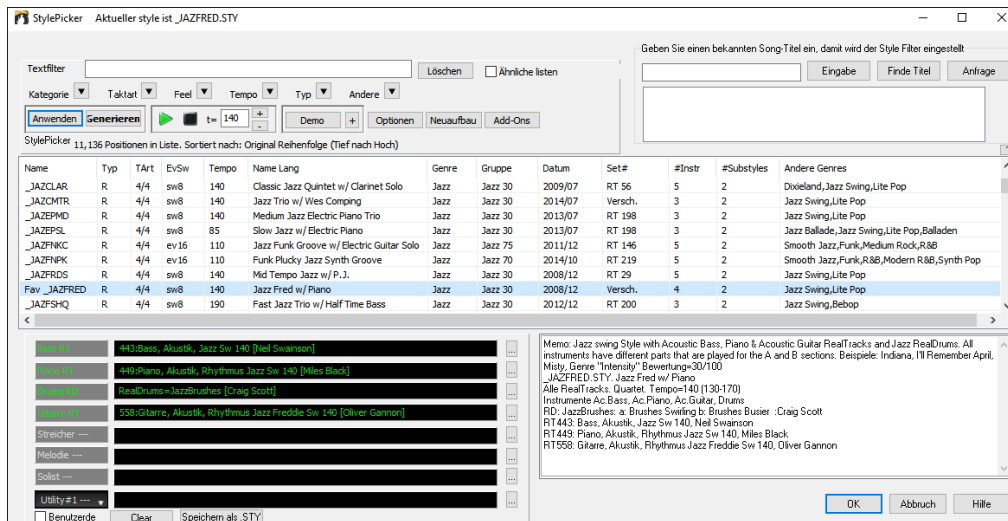 StylePicker Aktueller style ist _JAZFRED.STY
Geben Sie einen bekannten Song-Titel ein, damit wird der Style Filter eingestellt
Textfilter
Löschen
Ähnliche listen
Eingabe
Finde Titel
Anfrage
Kategorie Taktart Feel Tempo Typ Andere
Anwenden Generieren t= 140 + - Demo + Optionen Neuaufbau Add-Ons
StylePicker 11,136 Positionen in Liste. Sortiert nach: Original Reihenfolge (Tief nach Hoch)
Name Typ TArt EvSw Tempo Name Lang Genre Gruppe Datum Set# #Instr #Substyles Andere Genres
_JAZCLAR R 4/4 sw8 140 Classic Jazz Quintet w/ Clarinet Solo Jazz Jazz 30 2009/07 RT 56 5 2 Dixieland,Jazz Swing,Lite Pop
_JAZCMTR R 4/4 sw8 140 Jazz Trio w/ Wes Comping Jazz Jazz 30 2014/07 Versch. 3 2 Jazz Swing,Lite Pop
_JAZEPMD R 4/4 sw8 140 Medium Jazz Electric Piano Trio Jazz Jazz 30 2013/07 RT 198 3 2 Jazz Swing,Lite Pop
_JAZEPSL R 4/4 sw8 85 Slow Jazz w/ Electric Piano Jazz Jazz 30 2013/07 RT 198 3 2 Jazz Ballade,Jazz Swing,Lite Pop,Balladen
_JAZFNKC R 4/4 ev16 110 Jazz Funk Groove w/ Electric Guitar Solo Jazz Jazz 75 2011/12 RT 146 5 2 Smooth Jazz,Funk,Medium Rock,R&B
_JAZFNPK R 4/4 ev16 110 Funk Plucky Jazz Synth Groove Jazz Jazz 70 2014/10 RT 219 5 2 Smooth Jazz,Funk,R&B,Modern R&B,Synth Pop
_JAZFRDS R 4/4 sw8 140 Mid Tempo Jazz w/ P.J. Jazz Jazz 30 2008/12 RT 29 5 2 Jazz Swing,Lite Pop
Fav _JAZFRED R 4/4 sw8 140 Jazz Fred w/ Piano Jazz Jazz 30 2008/12 Versch. 4 2 Jazz Swing,Lite Pop
_JAZFSHQ R 4/4 sw8 190 Fast Jazz Trio w/ Half Time Bass Jazz Jazz 30 2012/12 RT 200 3 2 Jazz Swing,Bebop
Bass RT 443:Bass, Akustik, Jazz Sw 140 [Neil Swainson] ...
Piano RT 449:Piano, Akustik, Rhythmus Jazz Sw 140 [Miles Black] ...
Drums RD RealDrums=JazzBrushes [Craig Scott] ...
Gitarre RT 558:Gitarre, Akustik, Rhythmus Jazz Freddie Sw 140 [Oliver Gannon] ...
Streicher --- ...
Melodie --- ...
Solist --- ...
Utility#1 --- ...
Benutzerde Clear Speichern als .STY
Memo: Jazz swing Style with Acoustic Bass, Piano & Acoustic Guitar RealTracks and Jazz RealDrums. All
instruments have different parts that are played for the A and B sections. Beispiele: Indiana, I'll Remember April,
Misty, Genre "Intensity" Bewertung=30/100
_JAZFRED.STY. Jazz Fred w/ Piano
Alle RealTracks. Quartet. Tempo=140 (130-170)
Instrumente Ac.Bass, Ac.Piano, Ac.Guitar, Drums
RD: JazzBrushes: a: Brushes Swirling b: Brushes Busier :Craig Scott
RT443: Bass, Akustik, Jazz Sw 140, Neil Swainson
RT449: Piano, Akustik, Rhythmus Jazz Sw 140, Miles Black
RT558: Gitarre, Akustik, Rhythmus Jazz Freddie Sw 140, Oliver Gannon
OK Abbruch Hilfe